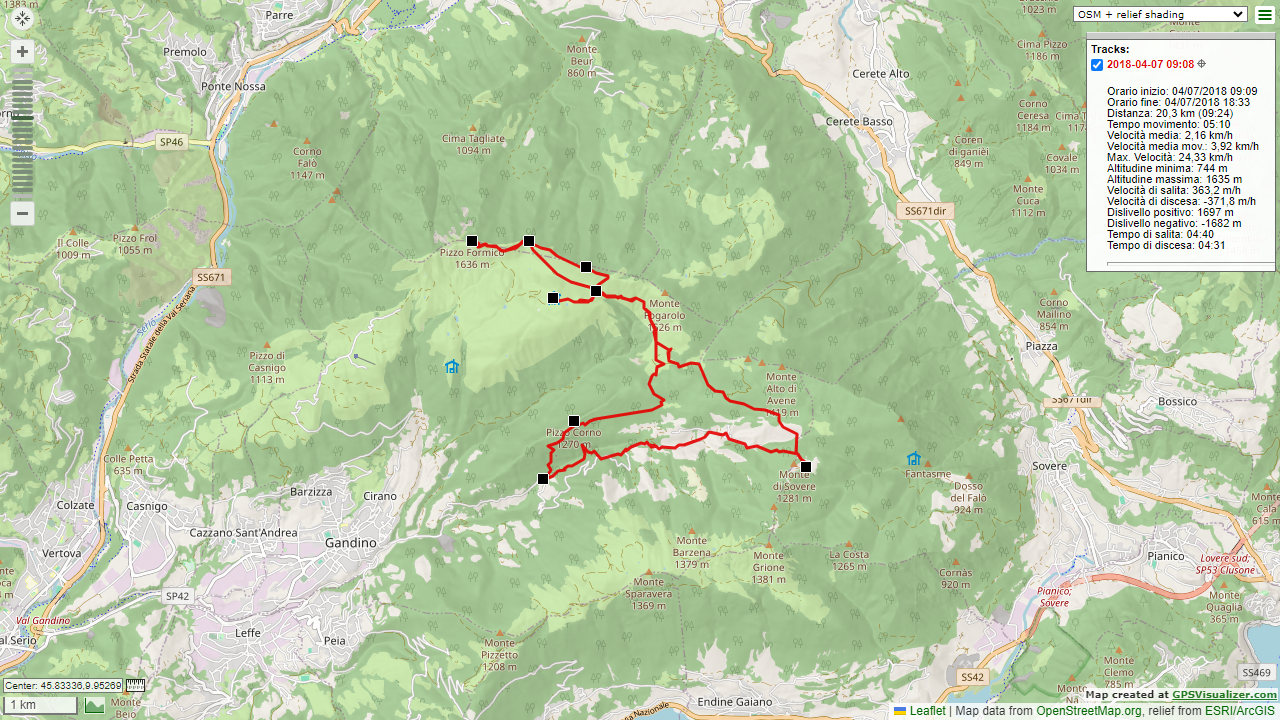 1383 m
Parre
Premolo
Ponte Nossa
SP46
Monte
Beur
860 m
Cima Tagliate
1094 m
Corno
Falò
1147 m
Il Colle
1009 m
Pizzo Frol
1055 m
SS671
Serio
Strada Statale della Val Seriana
Pizzo Formico
1636 m
Monte
Fogarolo
1526 m
Pizzo di
Casnigo
1113 m
Monte
Alto di
Avene
1419 m
Pizzo Corno
1270 m
Monte
di Sovere
1281 m
Fantasme
Dosso
del Falò
924 m
Colle Petta
635 m
Colzate
Casnigo
Barzizza
Cirano
Cazzano Sant'Andrea
Gandino
Vertova
SP42
Val Gandino
Leffe
Peia
Monte
Pizzetto
1208 m
Monte
Sparavera
1369 m
Monte
Barzena
1379 m
Monte
Grione
1381 m
La Costa
1265 m
Cornàs
920 m
Endine Gaiano
Nazionale
SS42
Cerete Alto
Cerete Basso
1023 m
Cima Pizzo
1186 m
Corno
Ceresa
1184 m
Coren
di ganièi
849 m
Covale
1034 m
Monte
Cuca
1112 m
SS671dir
Corno
Mailino
854 m
Piazza
SS671dir
Bossico
Sovere
Pianico
Monte
Cala
615 m
Lovere sud,
SP53 Clusone
Pianico,
Sovere
Monte
Quaglia
365 m
Monte
Clemo
785 m
SS469
OSM + relief shading
Tracks:
2018-04-07 09:08
Orario inizio: 04/07/2018 09:09
Orario fine: 04/07/2018 18:33
Distanza: 20,3 km (09:24)
Tempo movimento: 05:10
Velocità media: 2,16 km/h
Velocità media mov.: 3,92 km/h
Max. Velocità: 24,33 km/h
Altitudine minima: 744 m
Altitudine massima: 1635 m
Velocità di salita: 363,2 m/h
Velocità di discesa: -371,8 m/h
Dislivello positivo: 1697 m
Dislivello negativo: -1682 m
Tempo di salita: 04:40
Tempo di discesa: 04:31
Center: 45.83336,9.95269
1 km
Monte
Beio
Map created at GPSVisualizer.com
Leaflet | Map data from OpenStreetMap.org, relief from ESRI/ArcGIS